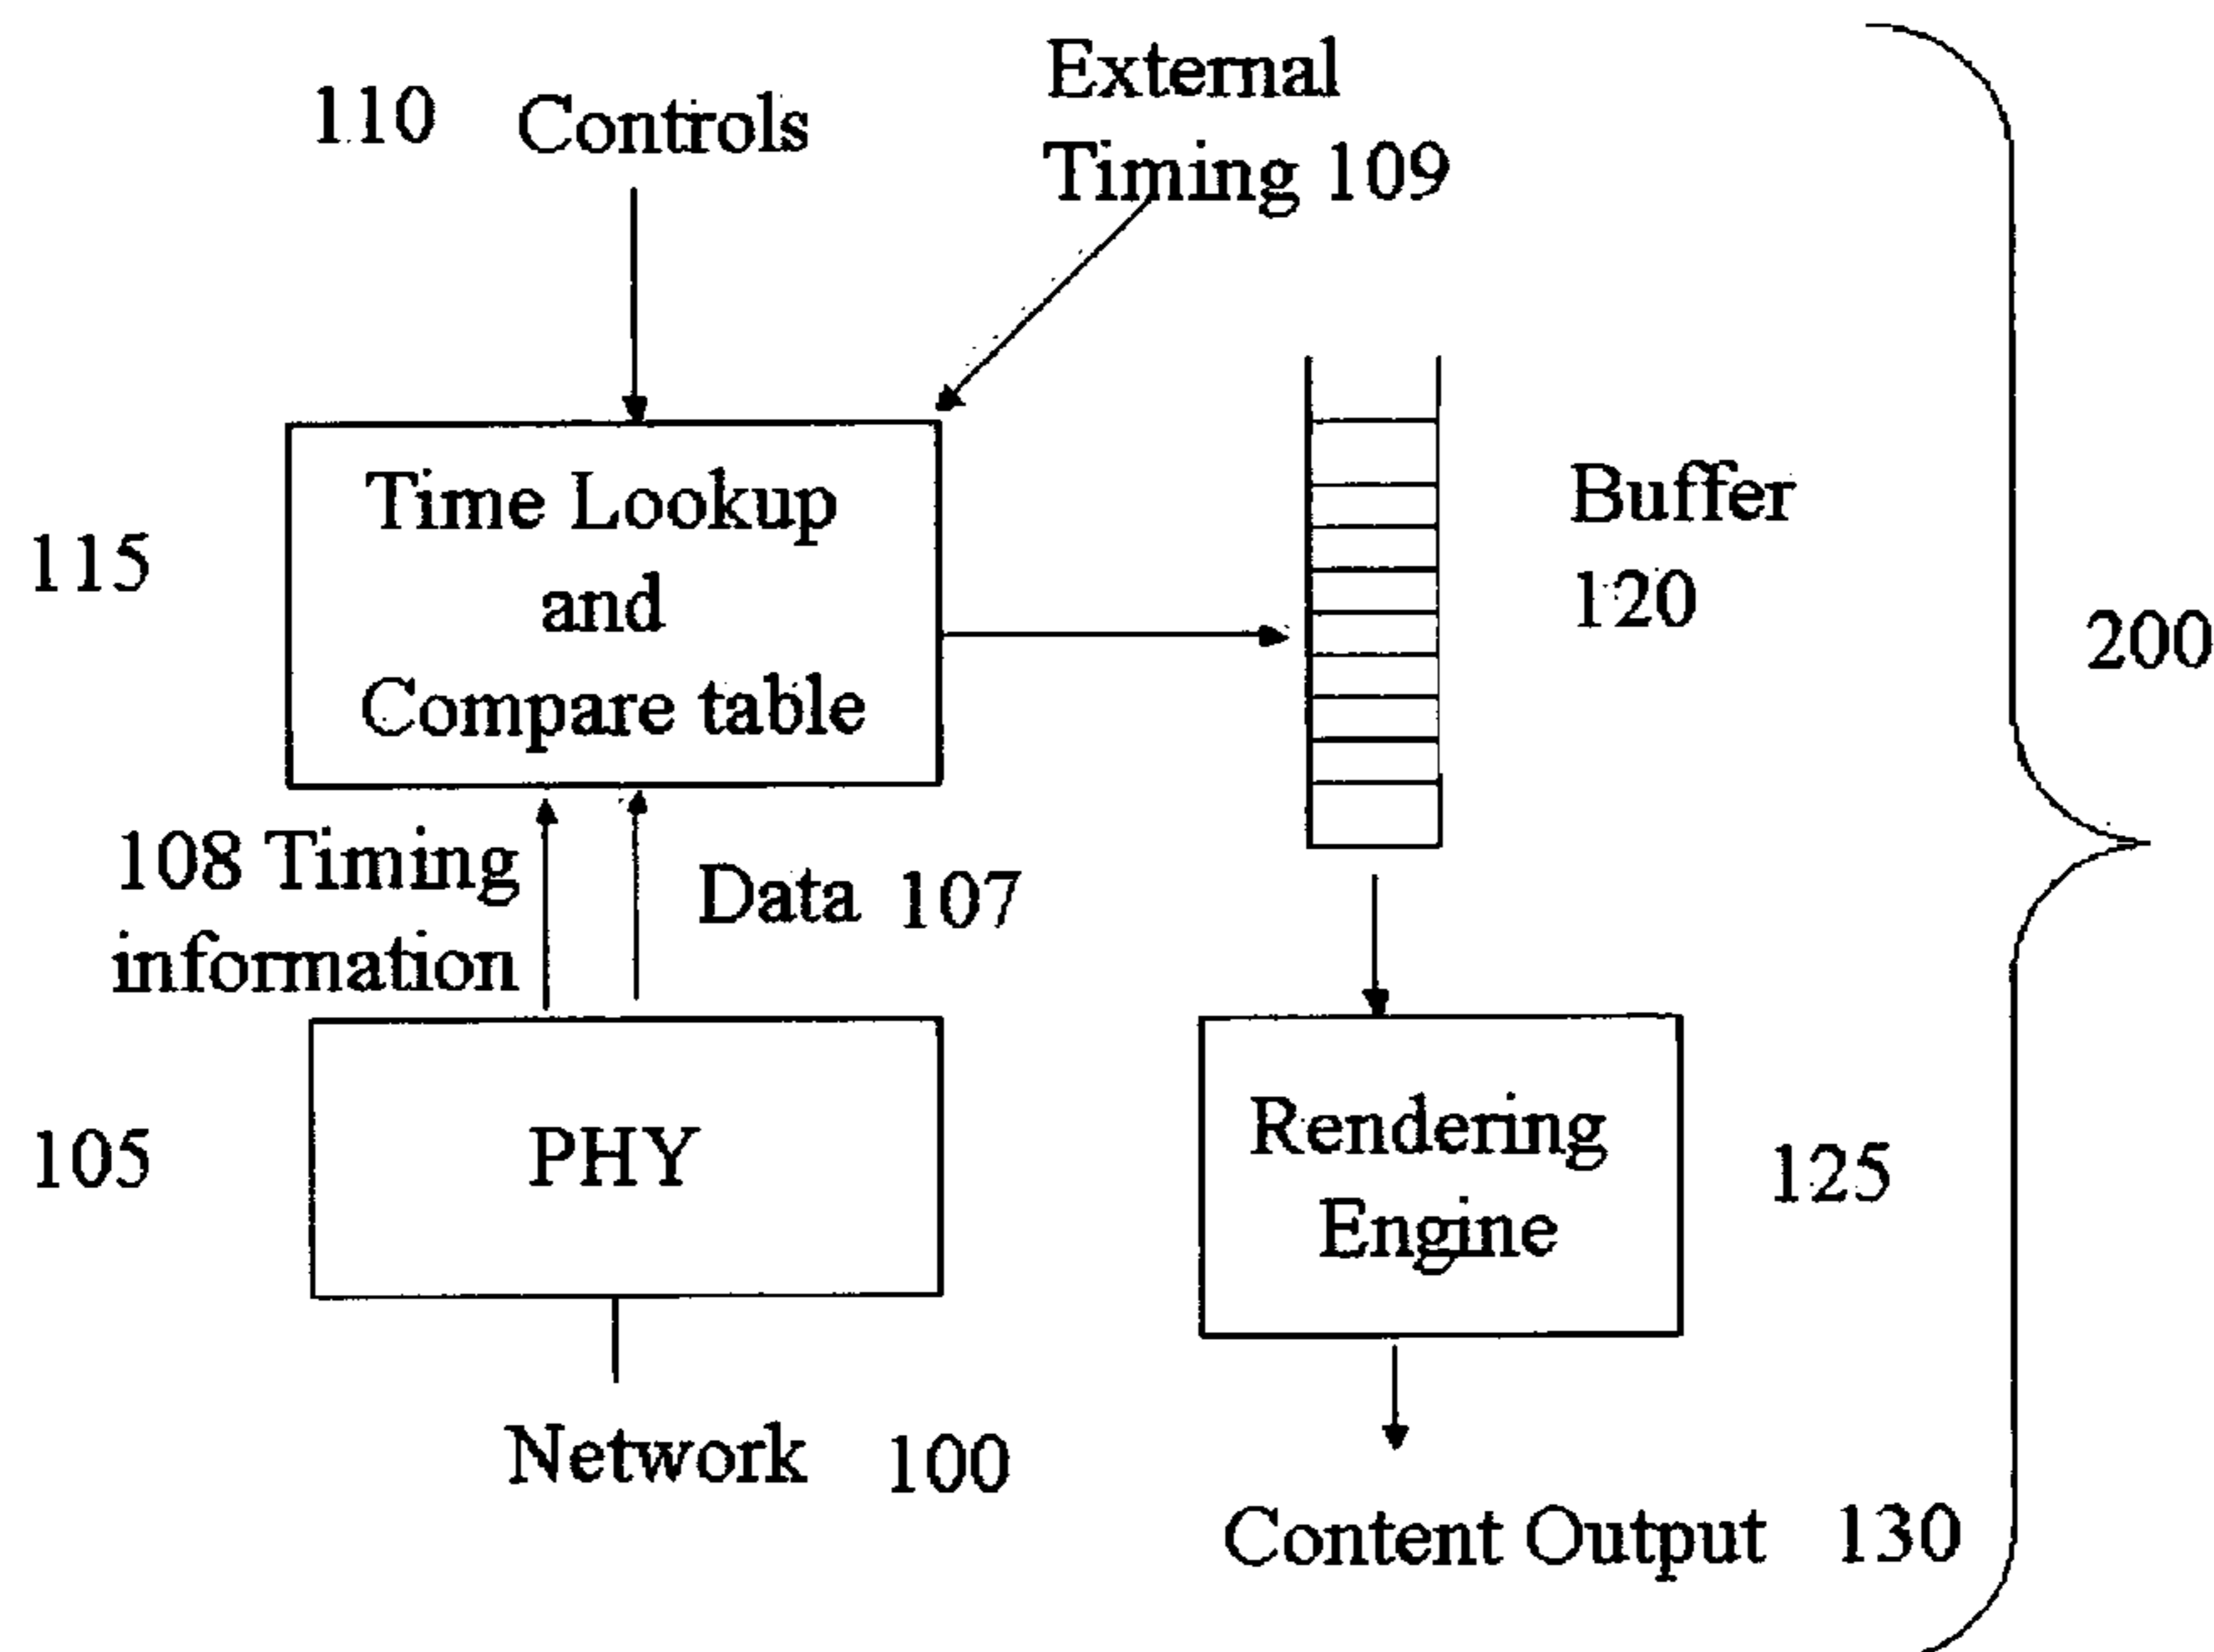 110 Controls
External
Timing 109
Time Lookup
and
Compare table
115
Buffer
120
200
108 Timing
information
Data 107
PHY
105
Rendering
Engine
125
Network 100
Content Output 130